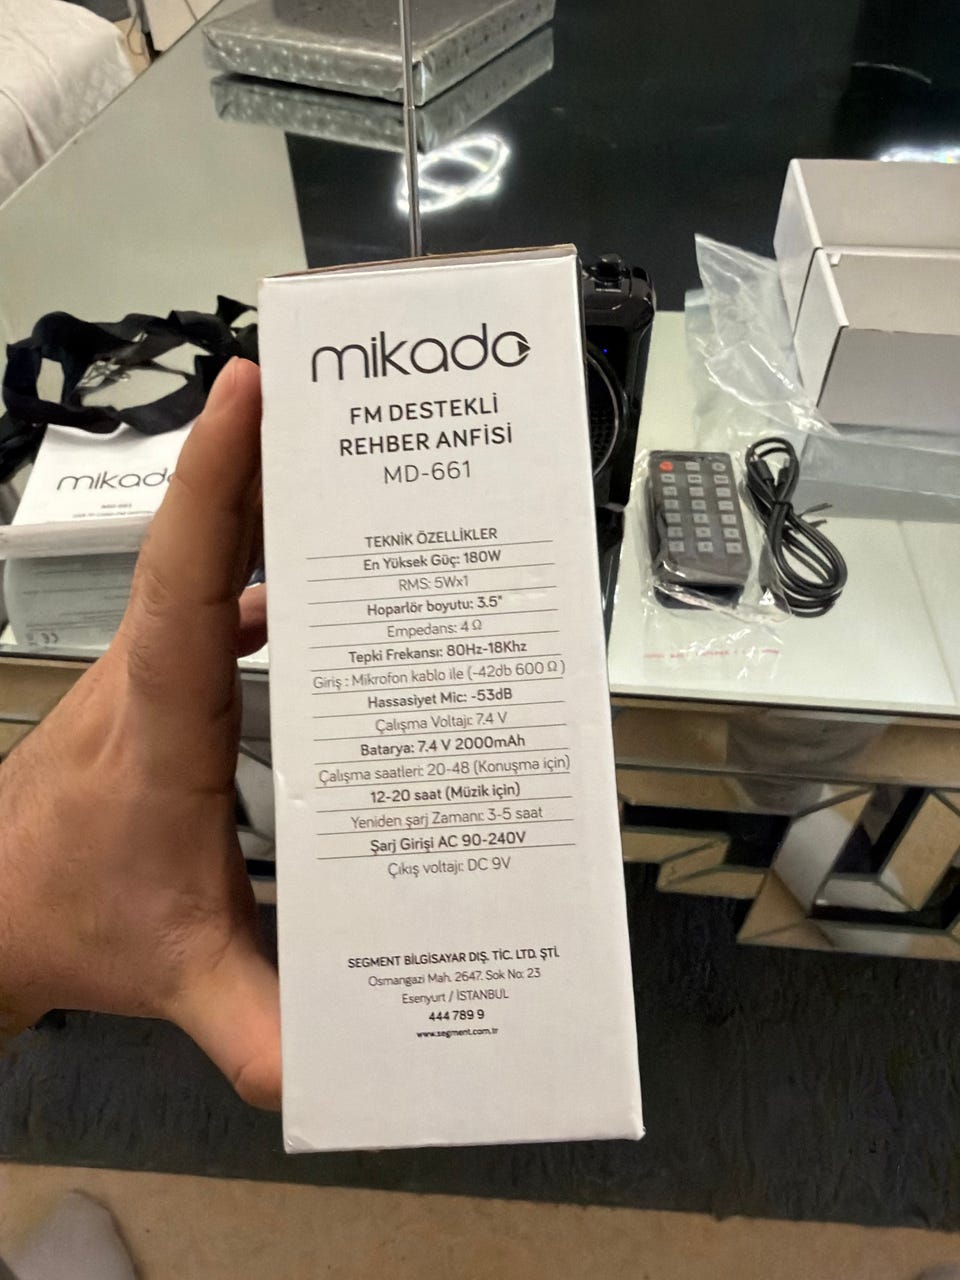 mikado
FM DESTEKLİ
REHBER ANFİSİ
MD-661
TEKNİK ÖZELLİKLER
En Yüksek Güç: 180W
RMS: 5Wx1
Hoparlör boyutu: 3.5"
Empedans: 4 Ω
Tepki Frekansı: 80Hz-18Khz
Giriş : Mikrofon kablo ile (-42db 600 Ω )
Hassasiyet Mic: -53dB
Çalışma Voltajı: 7.4 V
Batarya: 7.4 V 2000mAh
Çalışma saatleri: 20-48 (Konuşma için)
12-20 saat (Müzik için)
Yeniden şarj Zamanı: 3-5 saat
Şarj Girişi AC 90-240V
Çıkış voltajı: DC 9V
SEGMENT BİLGİSAYAR DIŞ. TİC. LTD. ŞTİ.
Osmangazi Mah. 2647. Sok No: 23
Esenyurt / İSTANBUL
444 789 9
www.segment.com.tr
mikado
MD-661